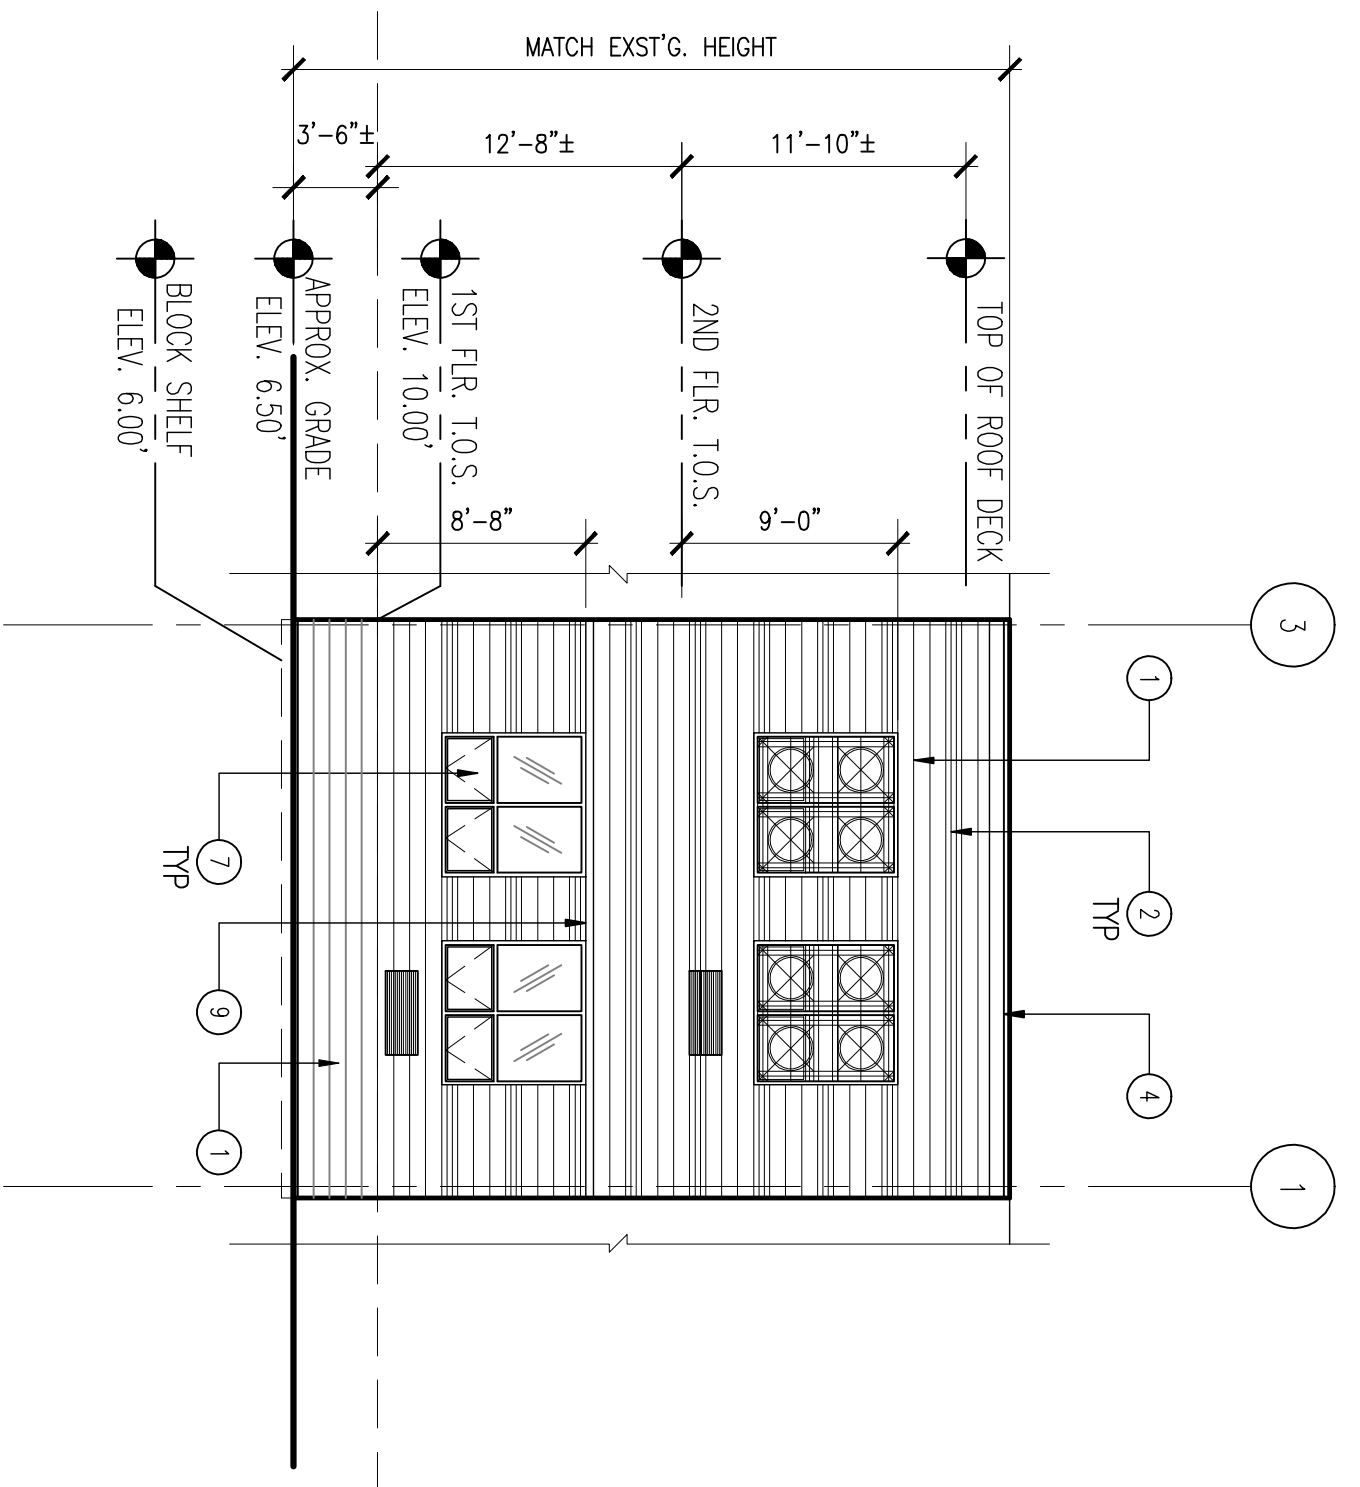 MATCH EXST'G. HEIGHT
3'-6"±
12'-8"±
11'-10"±
TOP OF ROOF DECK
2ND FLR. T.O.S.
1ST FLR. T.O.S.
ELEV. 10.00'
APPROX. GRADE
ELEV. 6.50'
BLOCK SHELF
ELEV. 6.00'
8'-8"
9'-0"
3
1
2
TYP
4
1
7
TYP
9
1